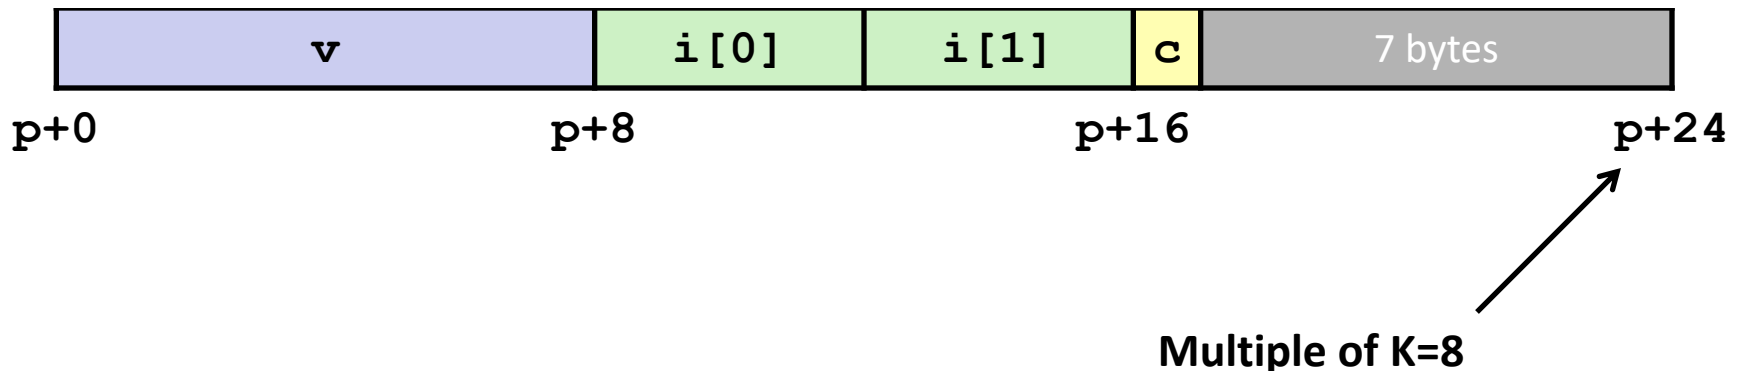 v i[0] i[1] c 7 bytes
p+0 p+8 p+16 p+24
Multiple of K=8